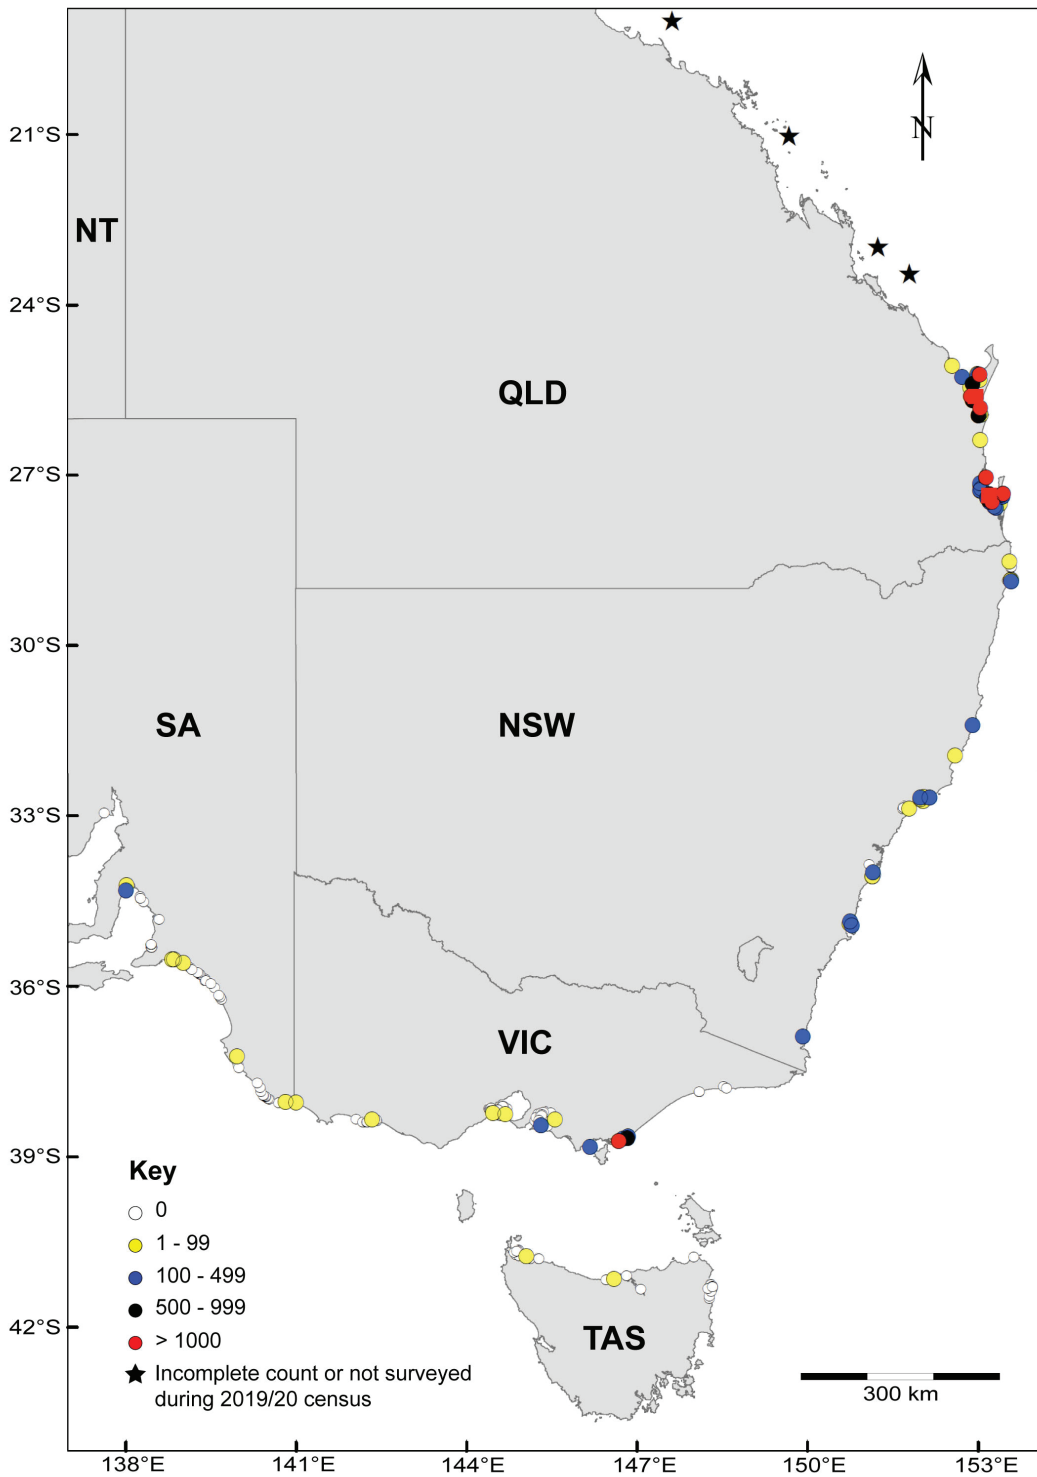 N
21°S
NT
24°S
QLD
27°S
30°S
SA
NSW
33°S
36°S
VIC
39°S
Key
0
1 - 99
100 - 499
500 - 999
> 1000
Incomplete count or not surveyed
during 2019/20 census
42°S
TAS
300 km
138°E
141°E
144°E
147°E
150°E
153°E